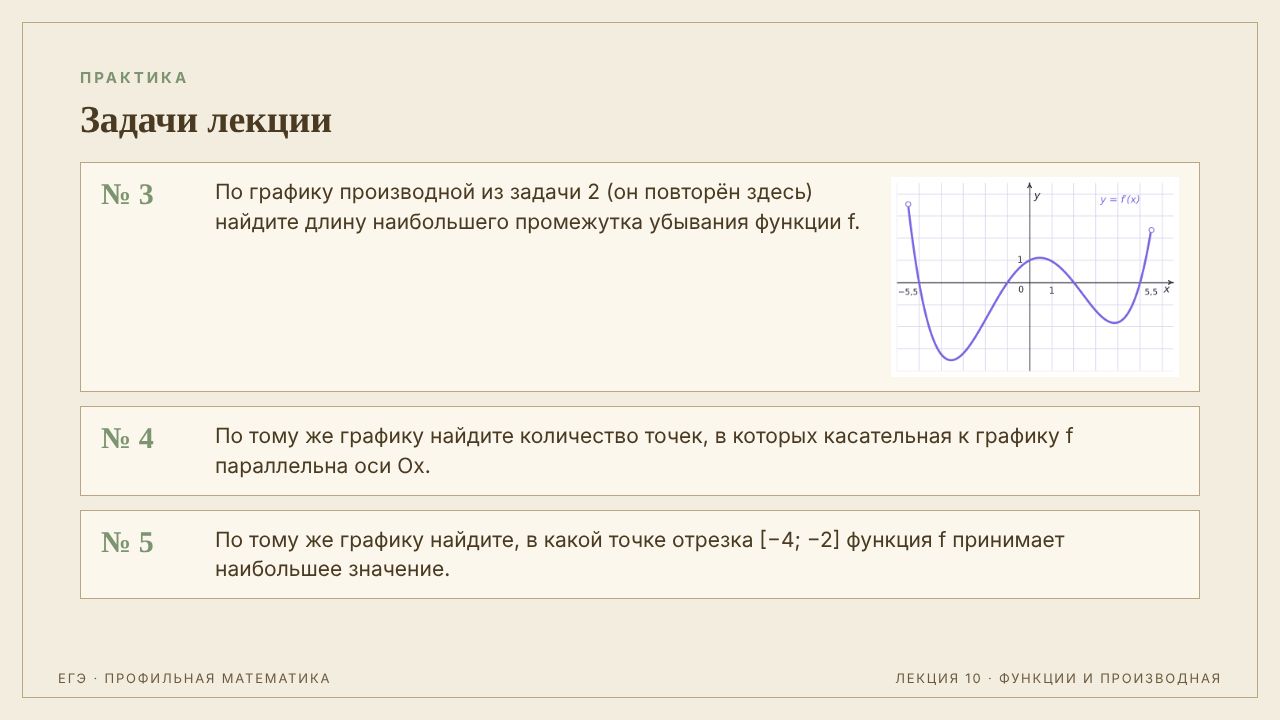 ПРАКТИКА
Задачи лекции
№ 3
По графику производной из задачи 2 (он повторён здесь)
найдите длину наибольшего промежутка убывания функции f.
y
y = f′(x)
1
−5,5
0
1
5,5
x
№ 4
По тому же графику найдите количество точек, в которых касательная к графику f
параллельна оси Ox.
№ 5
По тому же графику найдите, в какой точке отрезка [−4; −2] функция f принимает
наибольшее значение.
ЕГЭ · ПРОФИЛЬНАЯ МАТЕМАТИКА
ЛЕКЦИЯ 10 · ФУНКЦИИ И ПРОИЗВОДНАЯ